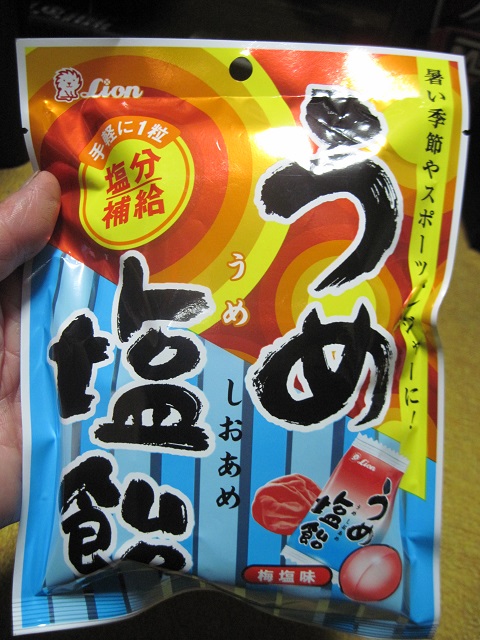 Lion
手軽に1粒
塩分
補給
暑い季節やスポーツ
ーに!
うめ
うめ
塩飴
しおあめ
Lion
うめ
塩飴
梅塩味